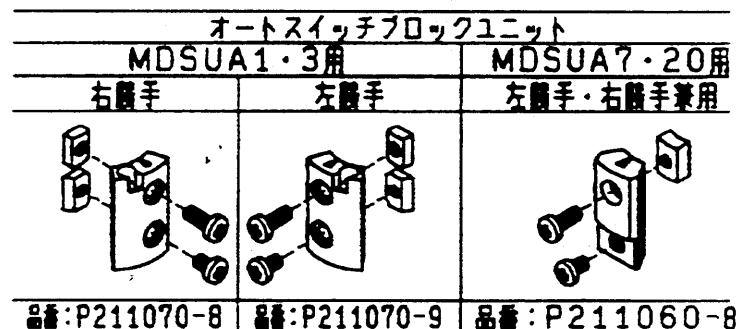 オートスイッチブロックユニット
MDSUA1・3用 MDSUA7・20用
右勝手 左勝手 左勝手・右勝手兼用
品番:P211070-8 品番:P211070-9 品番:P211060-8